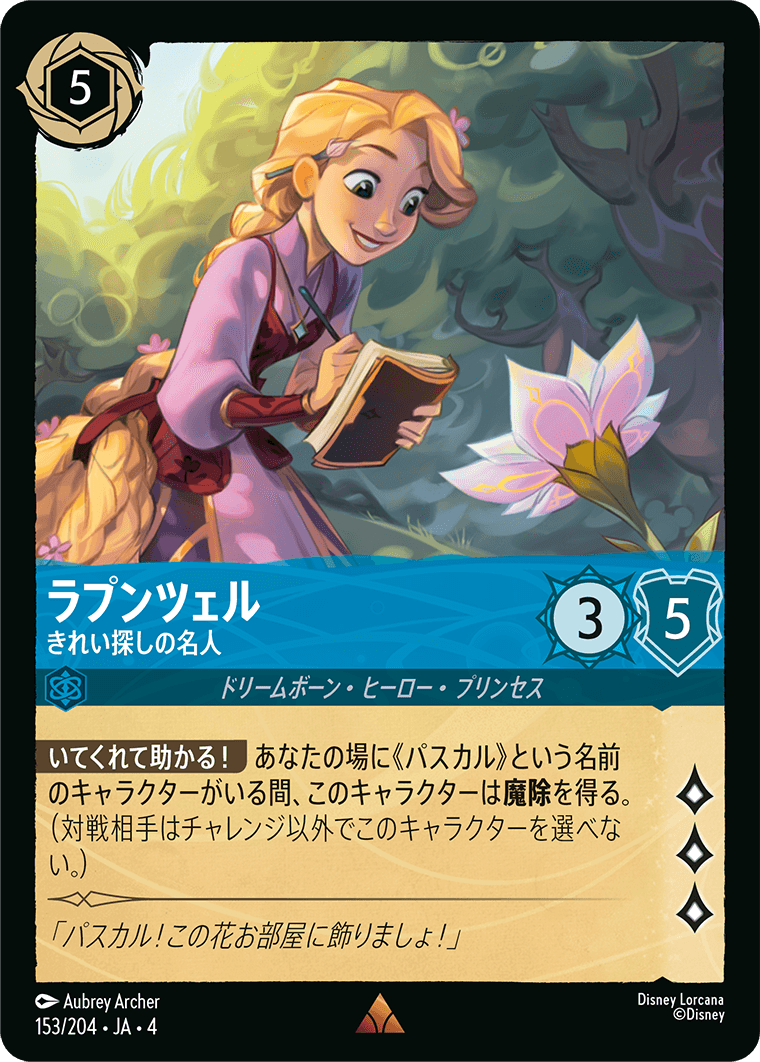 5
ラプンツェル
きれい探しの名人
3
5
ドリームボーン・ヒーロー・プリンセス
いてくれて助かる! あなたの場に《パスカル》という名前
のキャラクターがいる間、このキャラクターは魔除を得る。
(対戦相手はチャレンジ以外でこのキャラクターを選べな
い。)
「パスカル!この花お部屋に飾りましょ!」
Aubrey Archer
153/204・JA・4
Disney Lorcana
©Disney